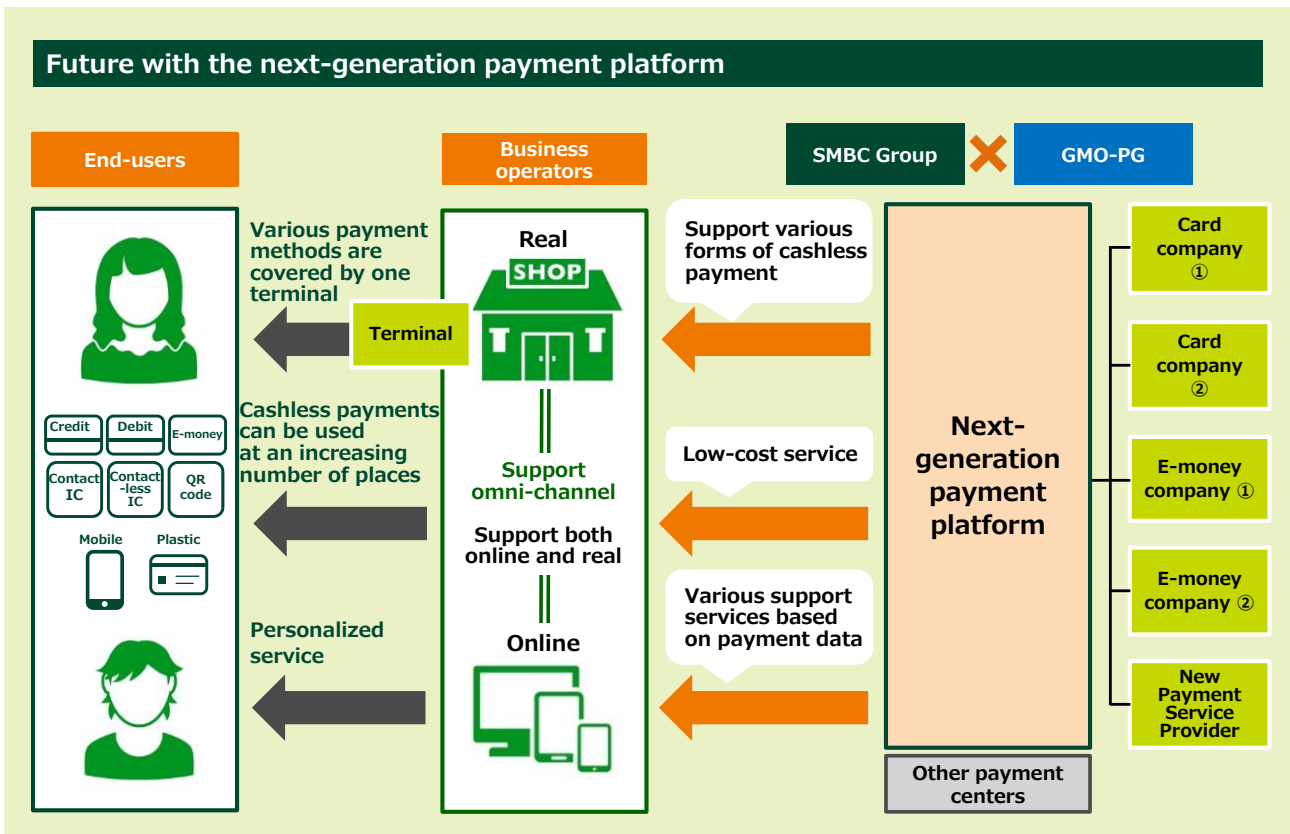 Future with the next-generation payment platform
End-users
Business
operators
SMBC Group
GMO-PG
Various payment
methods are
covered by one
terminal
Terminal
Real
SHOP
Support various
forms of cashless
payment
Credit
Debit
E-money
Contact
IC
Contact
-less
IC
QR
code
Mobile
Plastic
Cashless payments
can be used
at an increasing
number of places
Support
omni-channel
Support both
online and real
Low-cost service
Personalized
service
Online
Various support
services based
on payment data
Next-
generation
payment
platform
Other payment
centers
Card
company
①
Card
company
②
E-money
company ①
E-money
company ②
New
Payment
Service
Provider